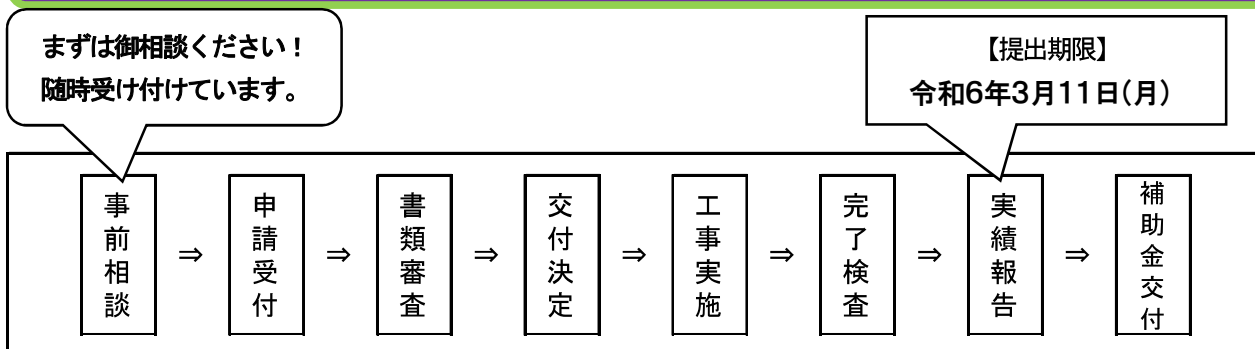 まずは御相談ください！
随時受け付けています。
【提出期限】
令和6年3月11日（月）
事前相談 ⇒ 申請受付 ⇒ 書類審査 ⇒ 交付決定 ⇒ 工事実施 ⇒ 完了検査 ⇒ 実績報告 ⇒ 補助金交付